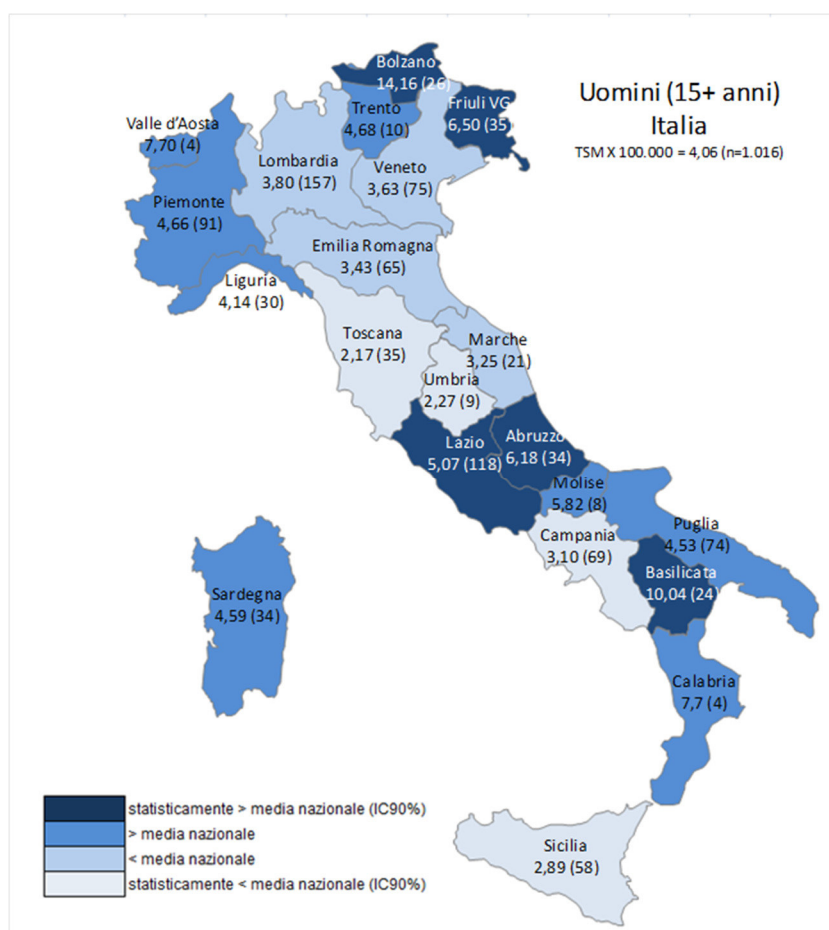 Uomini (15+ anni)
Italia
TSM X 100.000 = 4,06 (n=1.016)
Bolzano
14,16 (26)
Trento
4,68 (10)
Friuli VG
6,50 (35)
Valle d’Aosta
7,70 (4)
Lombardia
3,80 (157)
Veneto
3,63 (75)
Piemonte
4,66 (91)
Emilia Romagna
3,43 (65)
Liguria
4,14 (30)
Toscana
2,17 (35)
Marche
3,25 (21)
Umbria
2,27 (9)
Lazio
5,07 (118)
Abruzzo
6,18 (34)
Molise
5,82 (8)
Campania
3,10 (69)
Puglia
4,53 (74)
Basilicata
10,04 (24)
Sardegna
4,59 (34)
Calabria
7,7 (4)
Sicilia
2,89 (58)
statisticamente > media nazionale (IC90%)
> media nazionale
< media nazionale
statisticamente < media nazionale (IC90%)